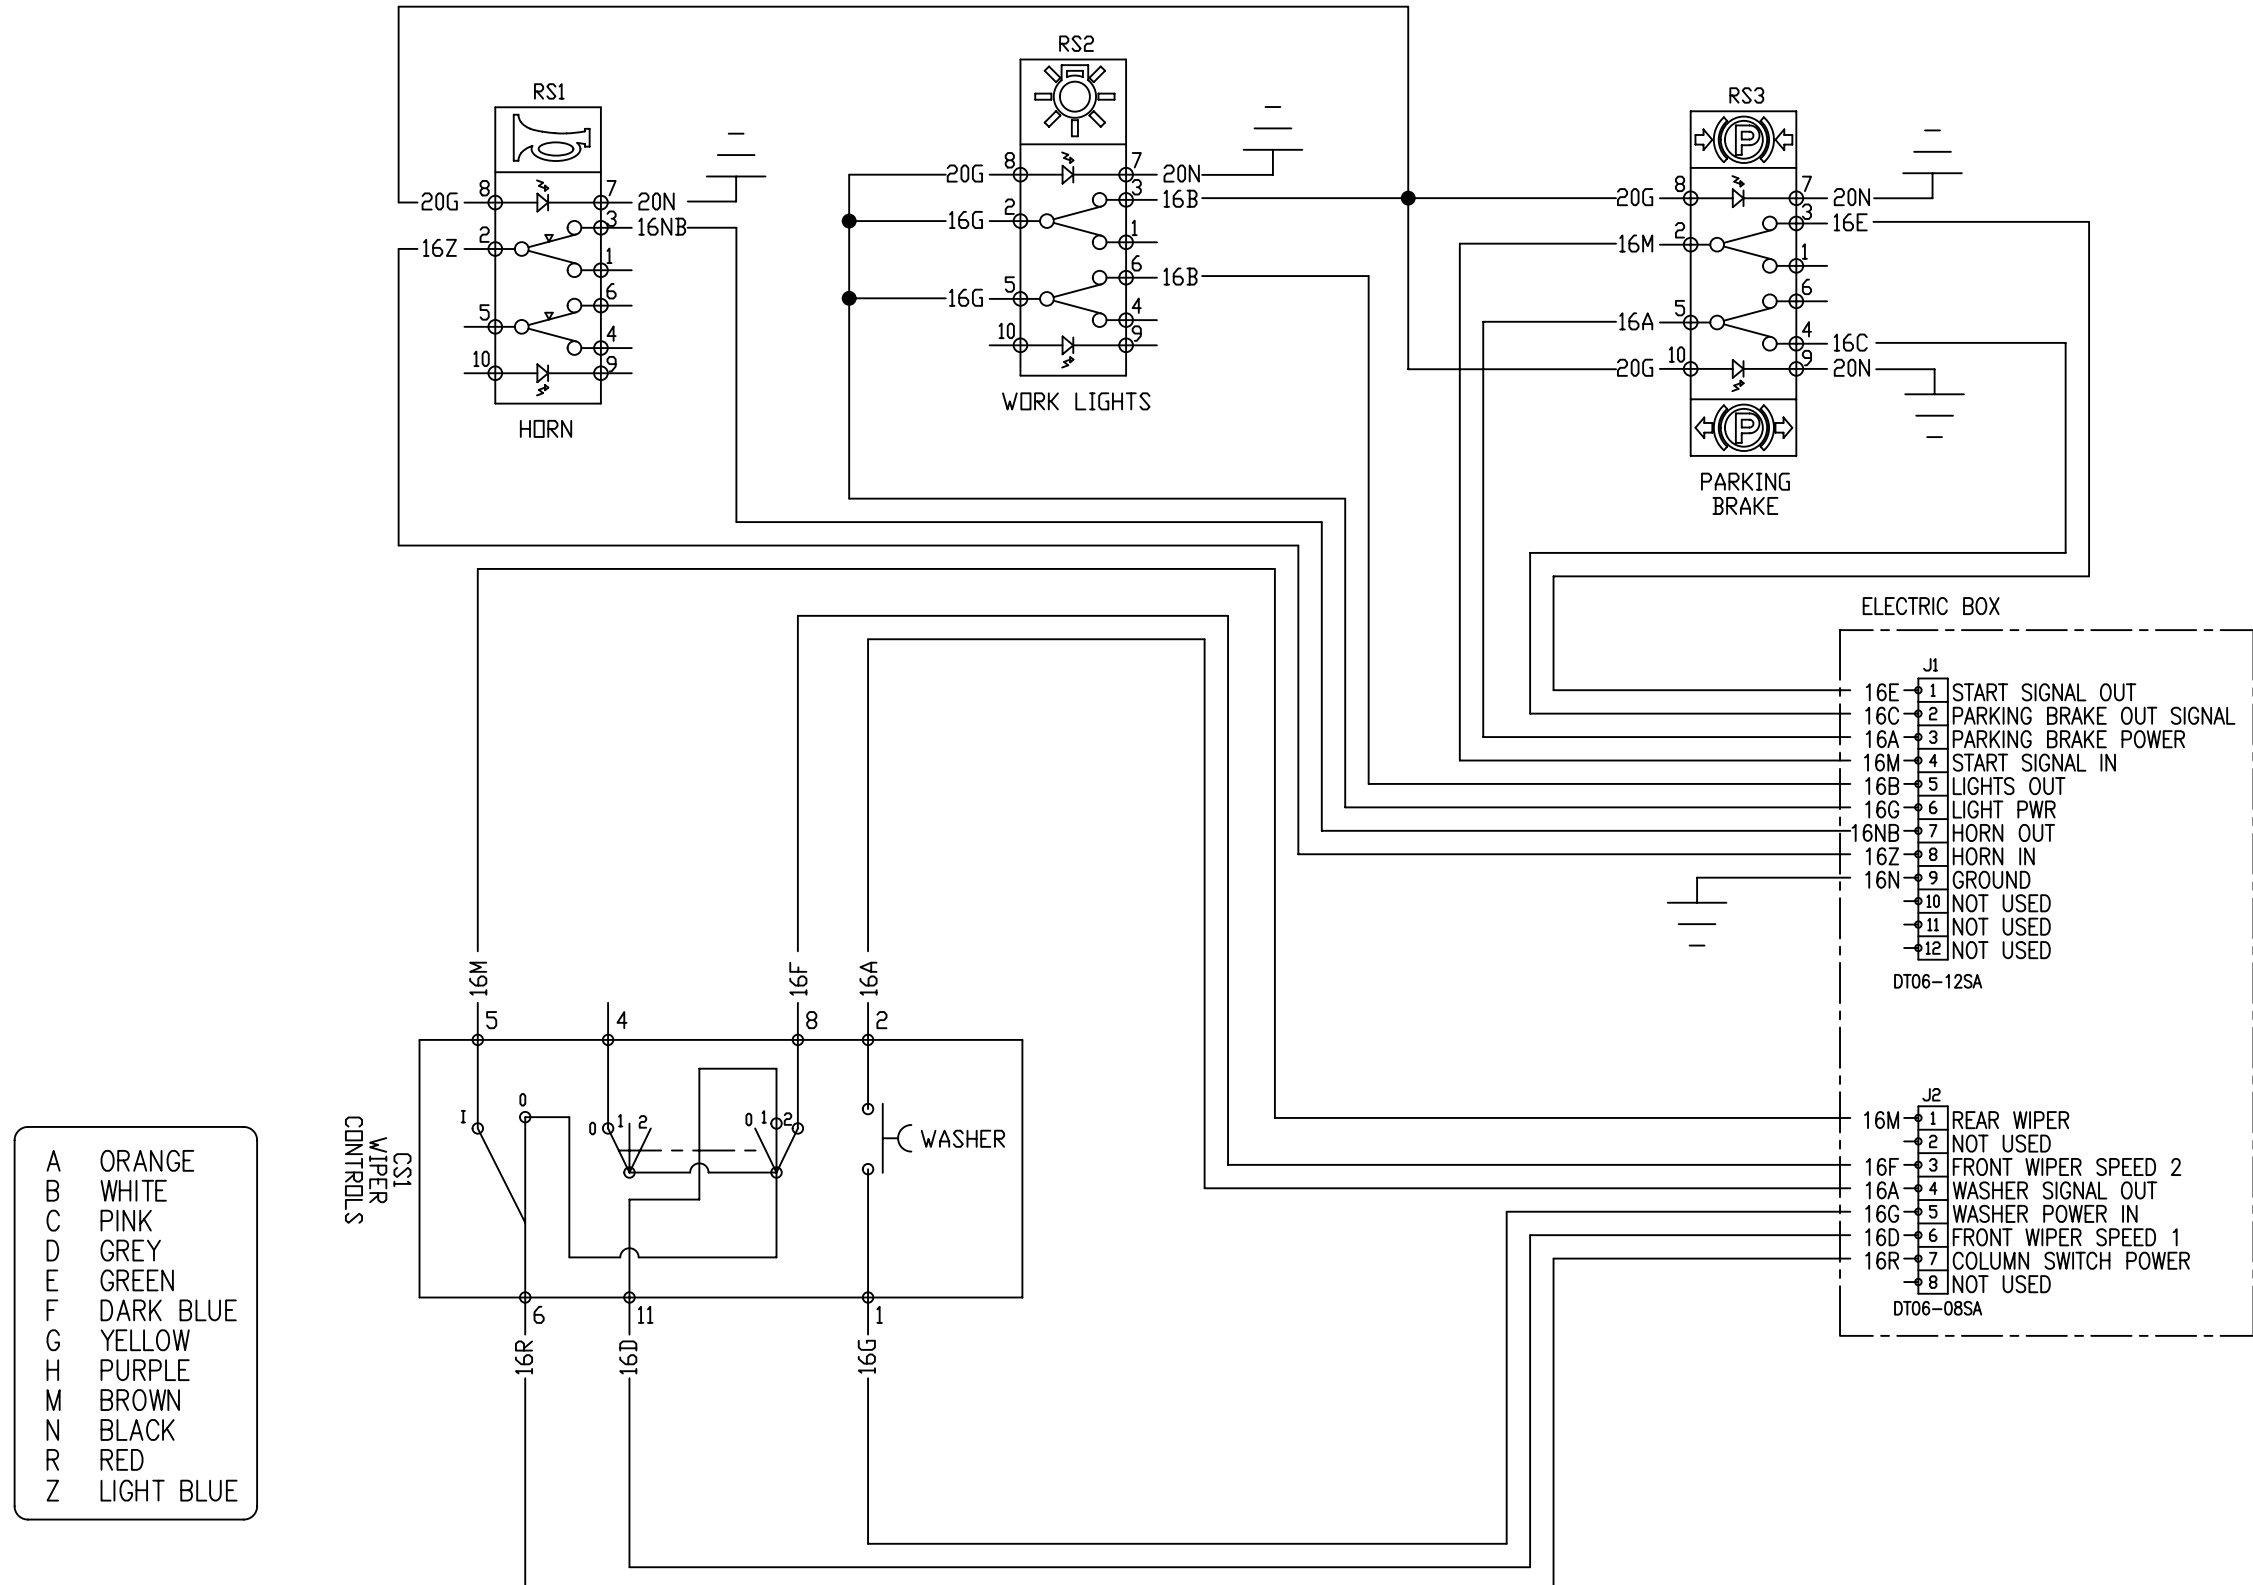 RS1
8
7
20G
20N
3
16NB
2
16Z
1
6
5
4
10
9
HORN
RS2
8
7
20G
20N
3
16B
2
16G
1
6
16B
5
16G
4
10
9
WORK LIGHTS
RS3
P
8
7
20G
20N
3
16E
2
16M
1
6
5
16A
4
16C
10
9
20G
20N
P
PARKING
BRAKE
ELECTRIC BOX
J1
16E 1 START SIGNAL OUT
16C 2 PARKING BRAKE OUT SIGNAL
16A 3 PARKING BRAKE POWER
16M 4 START SIGNAL IN
16B 5 LIGHTS OUT
16G 6 LIGHT PWR
16NB 7 HORN OUT
16Z 8 HORN IN
16N 9 GROUND
10 NOT USED
11 NOT USED
12 NOT USED
DT06-12SA
J2
16M 1 REAR WIPER
2 NOT USED
16F 3 FRONT WIPER SPEED 2
16A 4 WASHER SIGNAL OUT
16G 5 WASHER POWER IN
16D 6 FRONT WIPER SPEED 1
16R 7 COLUMN SWITCH POWER
8 NOT USED
DT06-08SA
16M
16F
16A
5
4
8
2
I
0
0
1
2
0
1
2
WASHER
CS1
WIPER
CONTROLS
6
11
1
16R
16D
16G
A ORANGE
B WHITE
C PINK
D GREY
E GREEN
F DARK BLUE
G YELLOW
H PURPLE
M BROWN
N BLACK
R RED
Z LIGHT BLUE